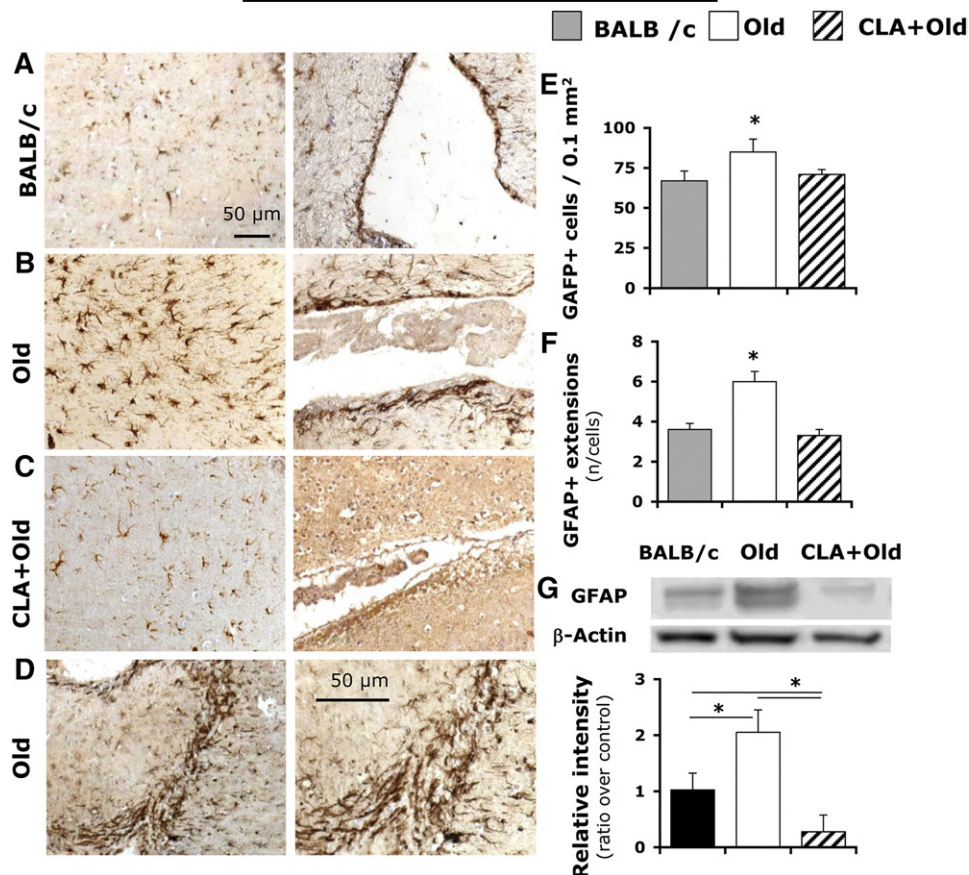 BALB /c Old CLA+Old
A
BALB/c
50 µm
B
Old
C
CLA+Old
D
Old
50 µm
E
GAFP+ cells / 0.1 mm²
100
75
50
25
0
*
F
GFAP+ extensions
(n/cells)
8
6
4
2
0
*
BALB/c Old CLA+Old
G
GFAP
β-Actin
Relative intensity
(ratio over control)
3
2
1
0
*
*